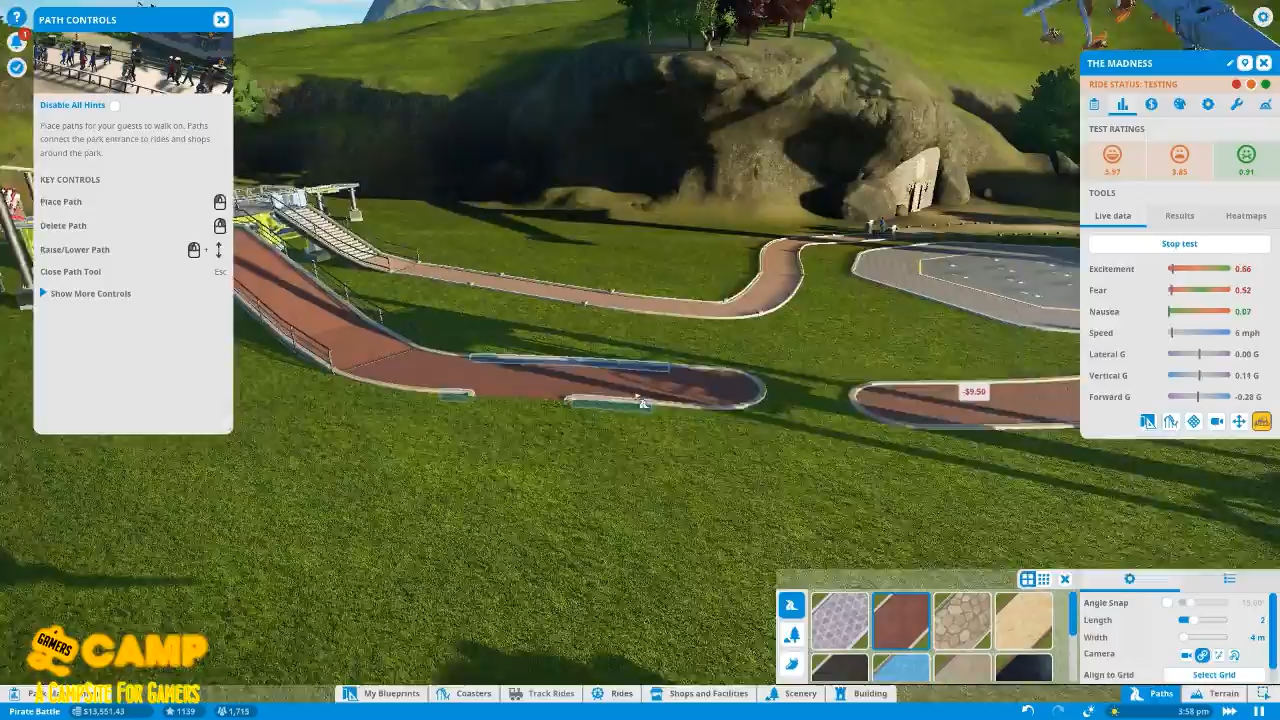 PATH CONTROLS
Disable All Hints
Place paths for your guests to walk on. Paths
connect the park entrance to rides and shops
around the park.
KEY CONTROLS
Place Path
Delete Path
Raise/Lower Path
+
Close Path Tool
Esc
Show More Controls
THE MADNESS
RIDE STATUS: TESTING
TEST RATINGS
3.85
0.91
TOOLS
Live data
Results
Heatmaps
Stop test
Excitement 0.66
Fear 0.52
Nausea 0.07
Speed 6 mph
Lateral G 0.00 G
Vertical G 0.11 G
Forward G -0.28 G
-$9.50
Angle Snap 15.00°
Length 2
Width 4 m
Camera
Align to Grid Select Grid
GAMERS
CAMP
A CAMPSITE FOR GAMERS
My Blueprints
Coasters
Track Rides
Rides
Shops and Facilities
Scenery
Building
Paths
Terrain
Pirate Battle
$13,551.43
1139
1,715
3:58 pm